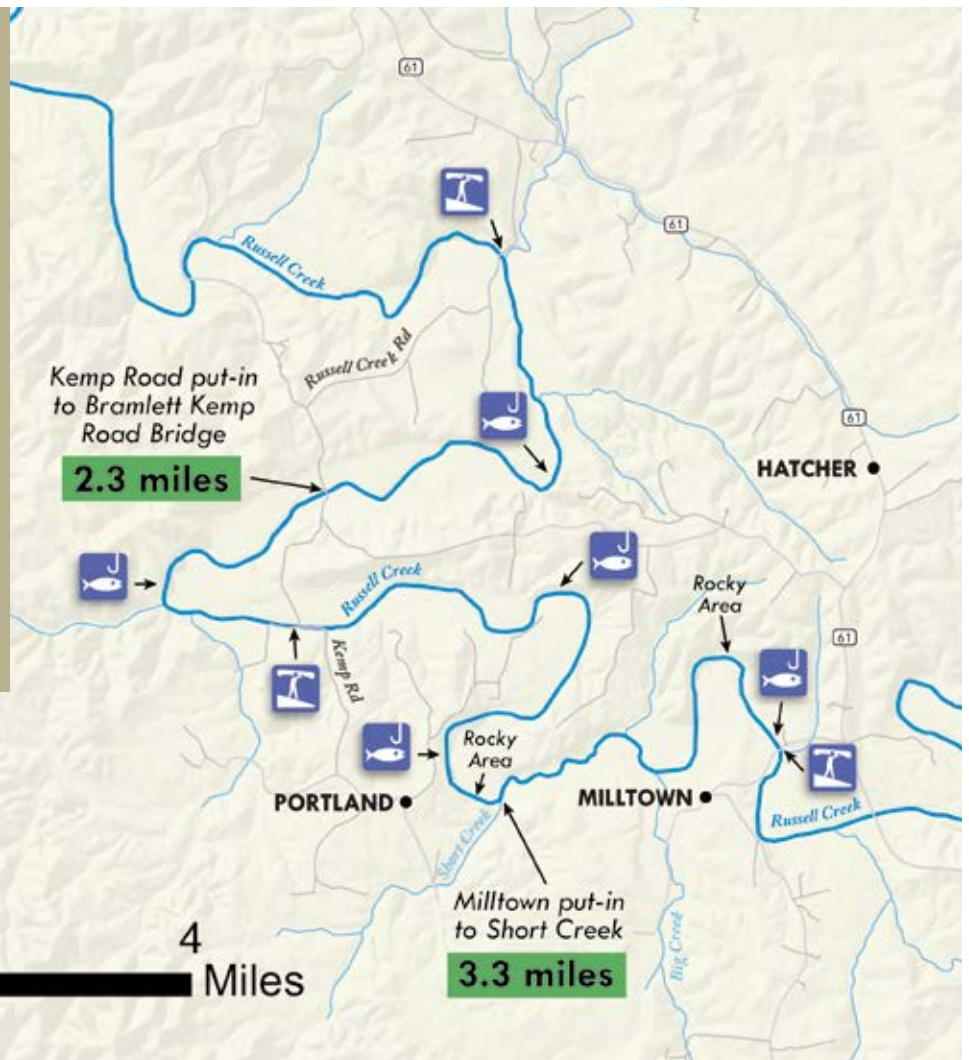 61
61
Russell Creek
Russell Creek Rd
Kemp Road put-in
to Bramlett Kemp
Road Bridge
2.3 miles
61
HATCHER
Russell Creek
Rocky
Area
61
Kemp Rd
Rocky
Area
PORTLAND
MILLTOWN
Russell Creek
Short Creek
Milltown put-in
to Short Creek
3.3 miles
Big Creek
4
Miles